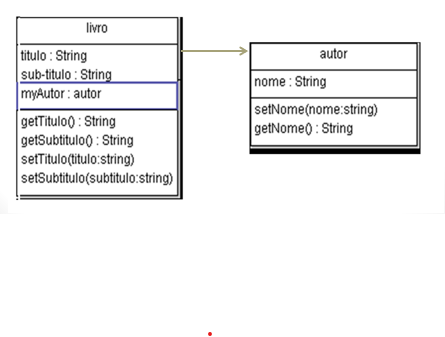 livro
titulo : String
sub-titulo : String
myAutor : autor
getTitulo() : String
getSubtitulo() : String
setTitulo(titulo:string)
setSubtitulo(subtitulo:string)
autor
nome : String
setNome(nome:string)
getNome() : String